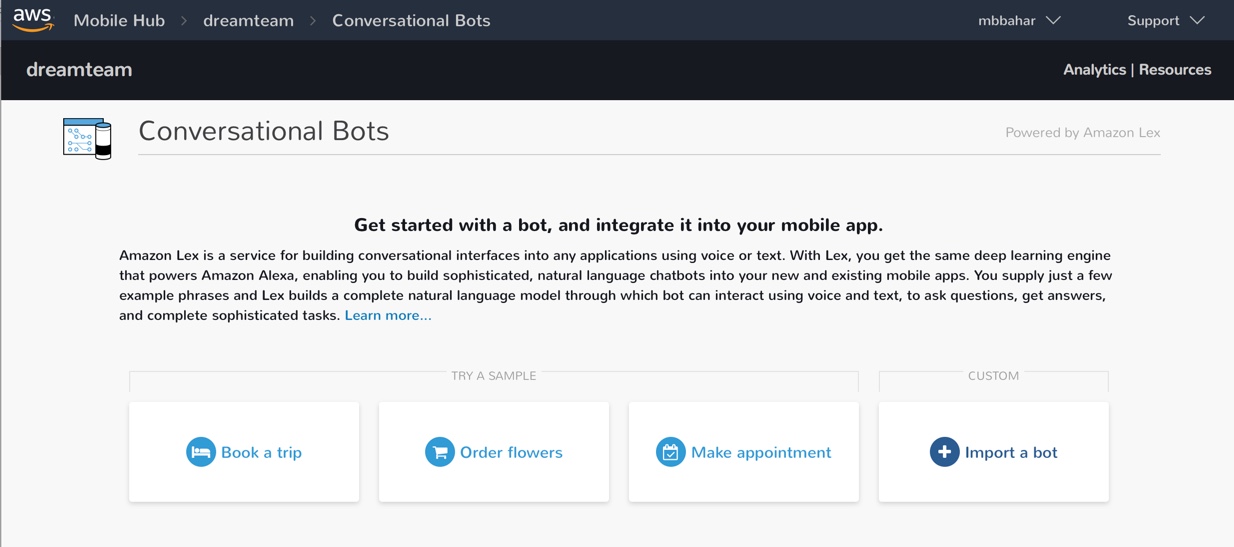 aws Mobile Hub > dreamteam > Conversational Bots mbbahar Support
dreamteam Analytics | Resources
Conversational Bots Powered by Amazon Lex
Get started with a bot, and integrate it into your mobile app.
Amazon Lex is a service for building conversational interfaces into any applications using voice or text. With Lex, you get the same deep learning engine
that powers Amazon Alexa, enabling you to build sophisticated, natural language chatbots into your new and existing mobile apps. You supply just a few
example phrases and Lex builds a complete natural language model through which bot can interact using voice and text, to ask questions, get answers,
and complete sophisticated tasks. Learn more...
TRY A SAMPLE CUSTOM
Book a trip Order flowers Make appointment Import a bot